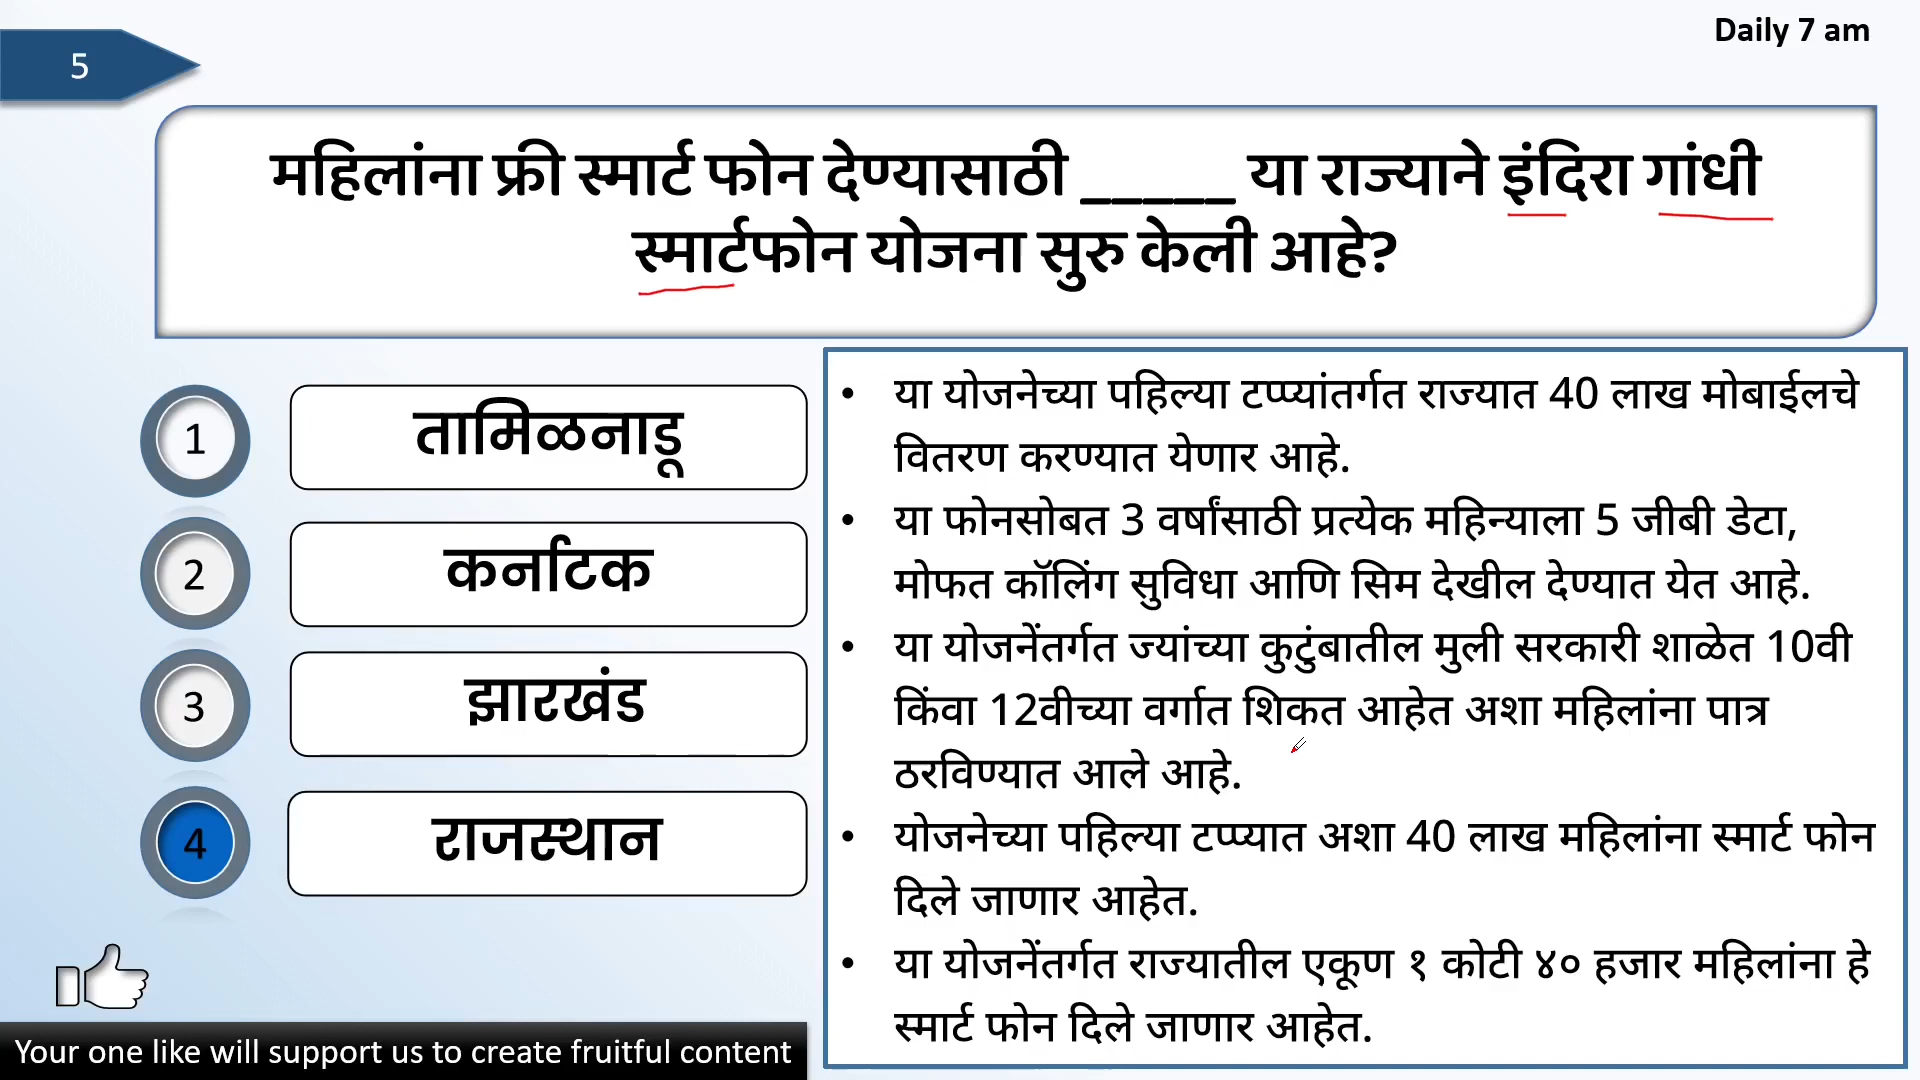 Daily 7 am
5
महिलांना फ्री स्मार्ट फोन देण्यासाठी _____ या राज्याने इंदिरा गांधी
स्मार्टफोन योजना सुरु केली आहे?
1 तामिळनाडू
2 कर्नाटक
3 झारखंड
4 राजस्थान
• या योजनेच्या पहिल्या टप्प्यांतर्गत राज्यात 40 लाख मोबाईलचे
वितरण करण्यात येणार आहे.
• या फोनसोबत 3 वर्षांसाठी प्रत्येक महिन्याला 5 जीबी डेटा,
मोफत कॉलिंग सुविधा आणि सिम देखील देण्यात येत आहे.
• या योजनेंतर्गत ज्यांच्या कुटुंबातील मुली सरकारी शाळेत 10वी
किंवा 12वीच्या वर्गात शिकत आहेत अशा महिलांना पात्र
ठरविण्यात आले आहे.
• योजनेच्या पहिल्या टप्प्यात अशा 40 लाख महिलांना स्मार्ट फोन
दिले जाणार आहेत.
• या योजनेंतर्गत राज्यातील एकूण १ कोटी ४० हजार महिलांना हे
स्मार्ट फोन दिले जाणार आहेत.
Your one like will support us to create fruitful content